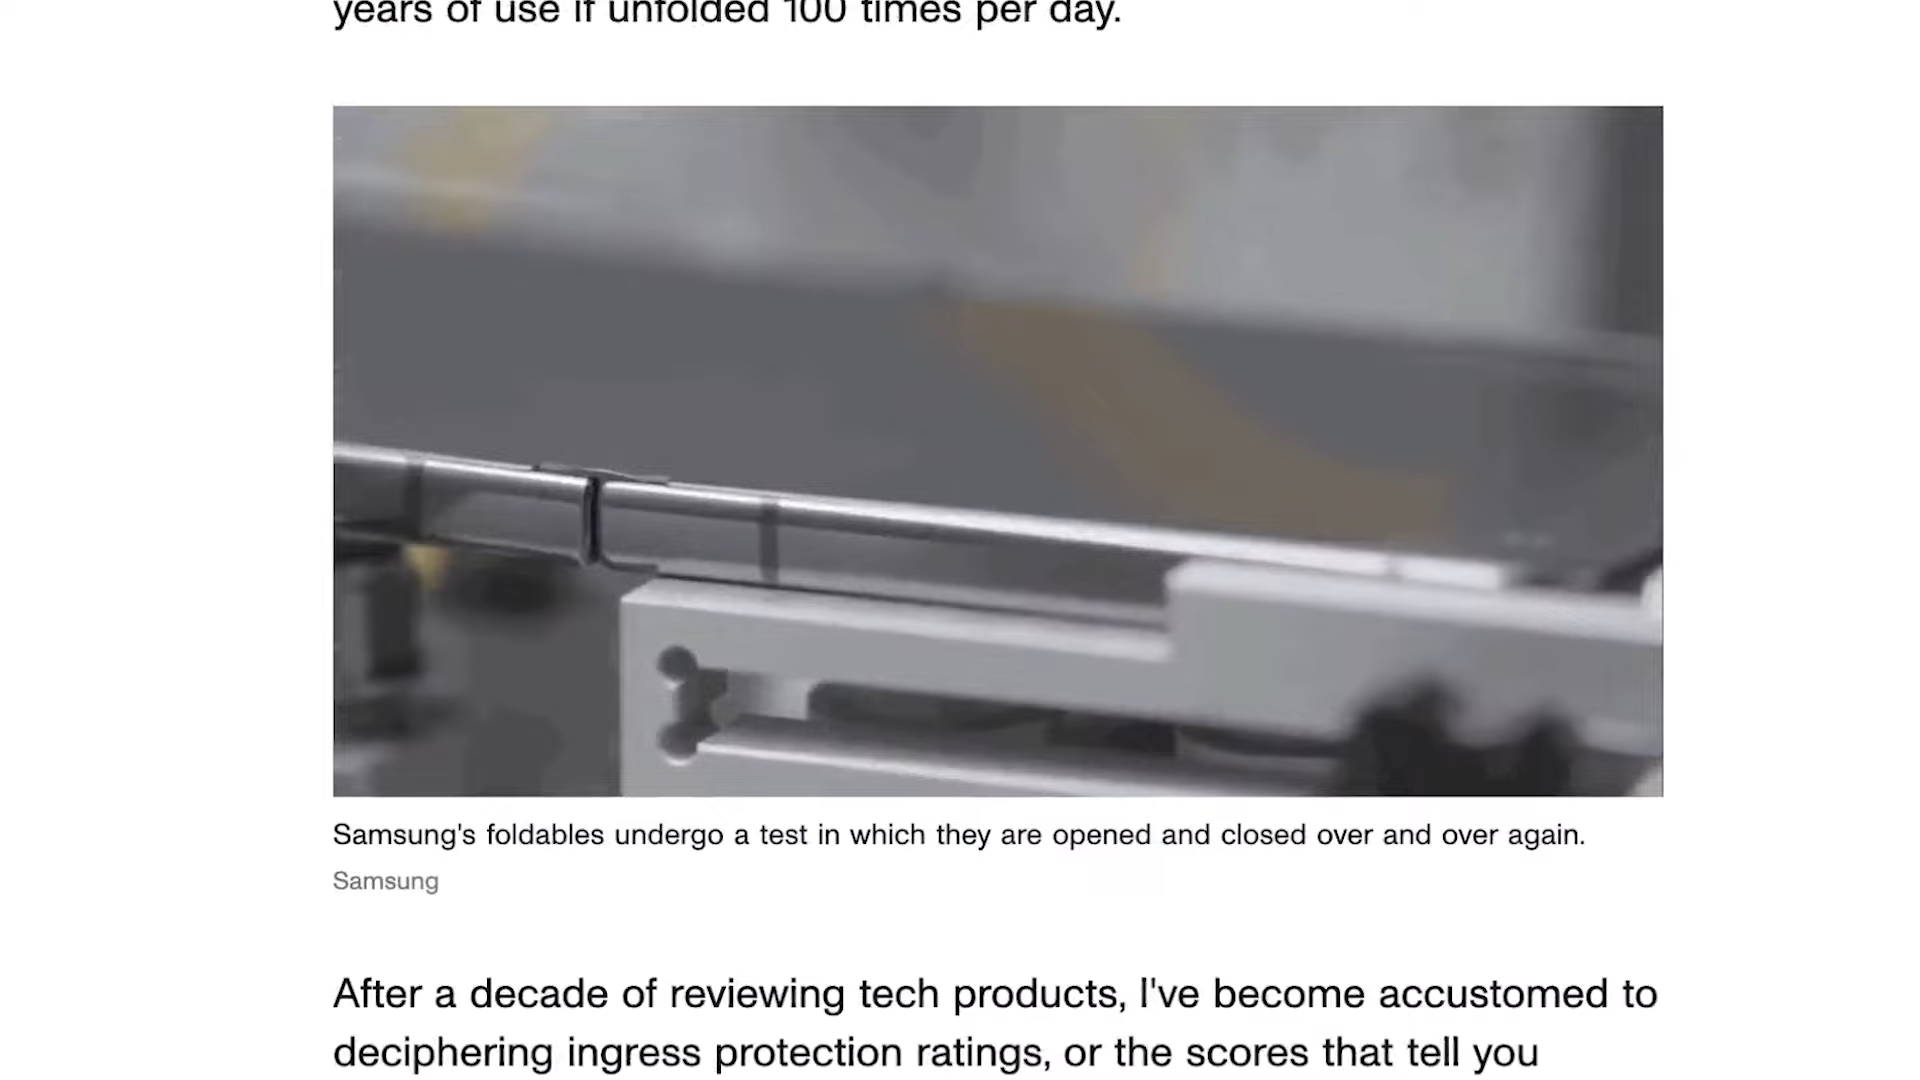 years of use if unfolded 100 times per day.
Samsung's foldables undergo a test in which they are opened and closed over and over again.
Samsung
After a decade of reviewing tech products, I've become accustomed to
deciphering ingress protection ratings, or the scores that tell you